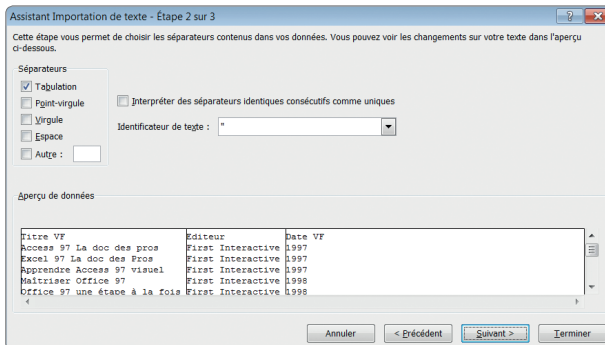 Assistant Importation de texte - Étape 2 sur 3
Cette étape vous permet de choisir les séparateurs contenus dans vos données. Vous pouvez voir les changements sur votre texte dans l'aperçu
ci-dessous.
Séparateurs
Tabulation
Point-virgule
Virgule
Espace
Autre :
Interpréter des séparateurs identiques consécutifs comme uniques
Identificateur de texte : "
Aperçu de données
Titre VF Editeur Date VF
Access 97 La doc des pros First Interactive 1997
Excel 97 La doc des Pros First Interactive 1997
Apprendre Access 97 visuel First Interactive 1997
Maîtriser Office 97 First Interactive 1998
Office 97 une étape à la fois First Interactive 1998
Annuler < Précédent Suivant > Terminer